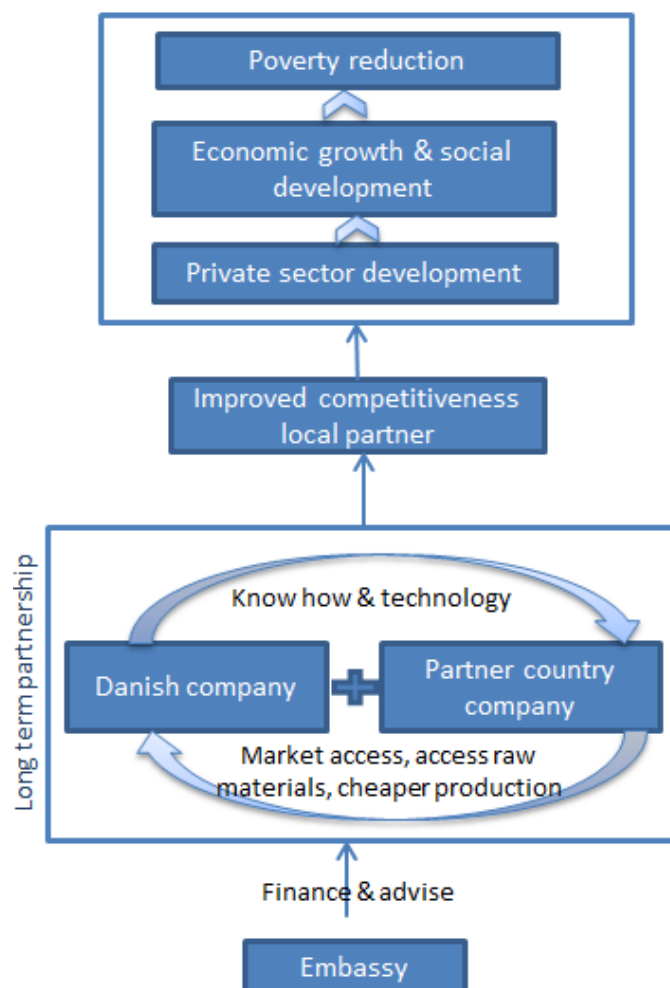 Poverty reduction
Economic growth & social
development
Private sector development
Improved competitiveness
local partner
Long term partnership
Know how & technology
Danish company
Partner country
company
Market access, access raw
materials, cheaper production
Finance & advise
Embassy